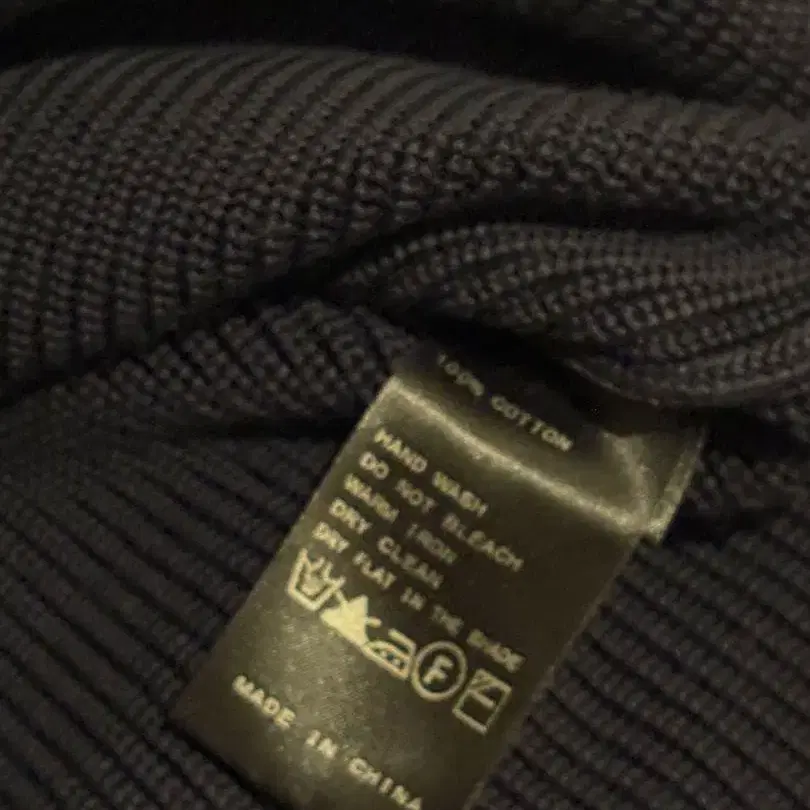 100% COTTON
HAND WASH
DO NOT BLEACH
WARM IRON
DRY CLEAN
DRY FLAT IN THE SHADE
F
MADE IN CHINA